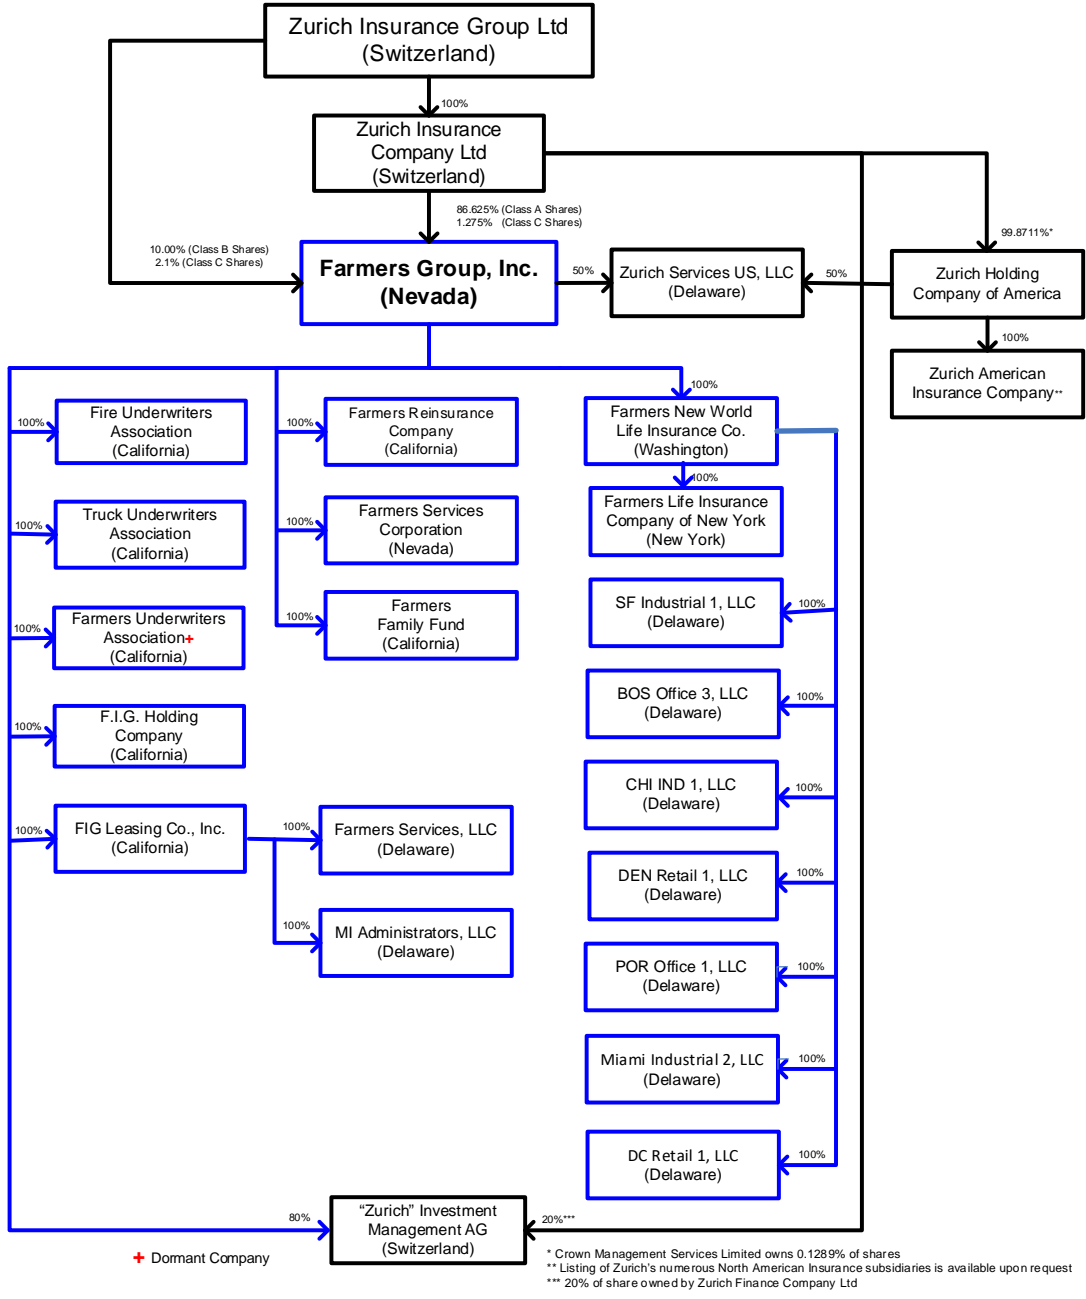 Zurich Insurance Group Ltd
(Switzerland)
100%
Zurich Insurance
Company Ltd
(Switzerland)
86.625% (Class A Shares)
1.275% (Class C Shares)
99.8711%*
10.00% (Class B Shares)
2.1% (Class C Shares)
Farmers Group, Inc.
(Nevada)
50%
Zurich Services US, LLC
(Delaware)
50%
Zurich Holding
Company of America
100%
Zurich American
Insurance Company**
100%
Fire Underwriters
Association
(California)
100%
Farmers Reinsurance
Company
(California)
100%
Farmers New World
Life Insurance Co.
(Washington)
100%
Truck Underwriters
Association
(California)
100%
Farmers Services
Corporation
(Nevada)
100%
Farmers Life Insurance
Company of New York
(New York)
100%
Farmers Underwriters
Association+
(California)
100%
Farmers
Family Fund
(California)
SF Industrial 1, LLC
(Delaware)
100%
100%
F.I.G. Holding
Company
(California)
BOS Office 3, LLC
(Delaware)
100%
CHI IND 1, LLC
(Delaware)
100%
100%
FIG Leasing Co., Inc.
(California)
100%
Farmers Services, LLC
(Delaware)
DEN Retail 1, LLC
(Delaware)
100%
100%
MI Administrators, LLC
(Delaware)
POR Office 1, LLC
(Delaware)
100%
Miami Industrial 2, LLC
(Delaware)
100%
DC Retail 1, LLC
(Delaware)
100%
80%
“Zurich” Investment
Management AG
(Switzerland)
20%***
+ Dormant Company
* Crown Management Services Limited owns 0.1289% of shares
** Listing of Zurich's numerous North American Insurance subsidiaries is available upon request
*** 20% of share owned by Zurich Finance Company Ltd